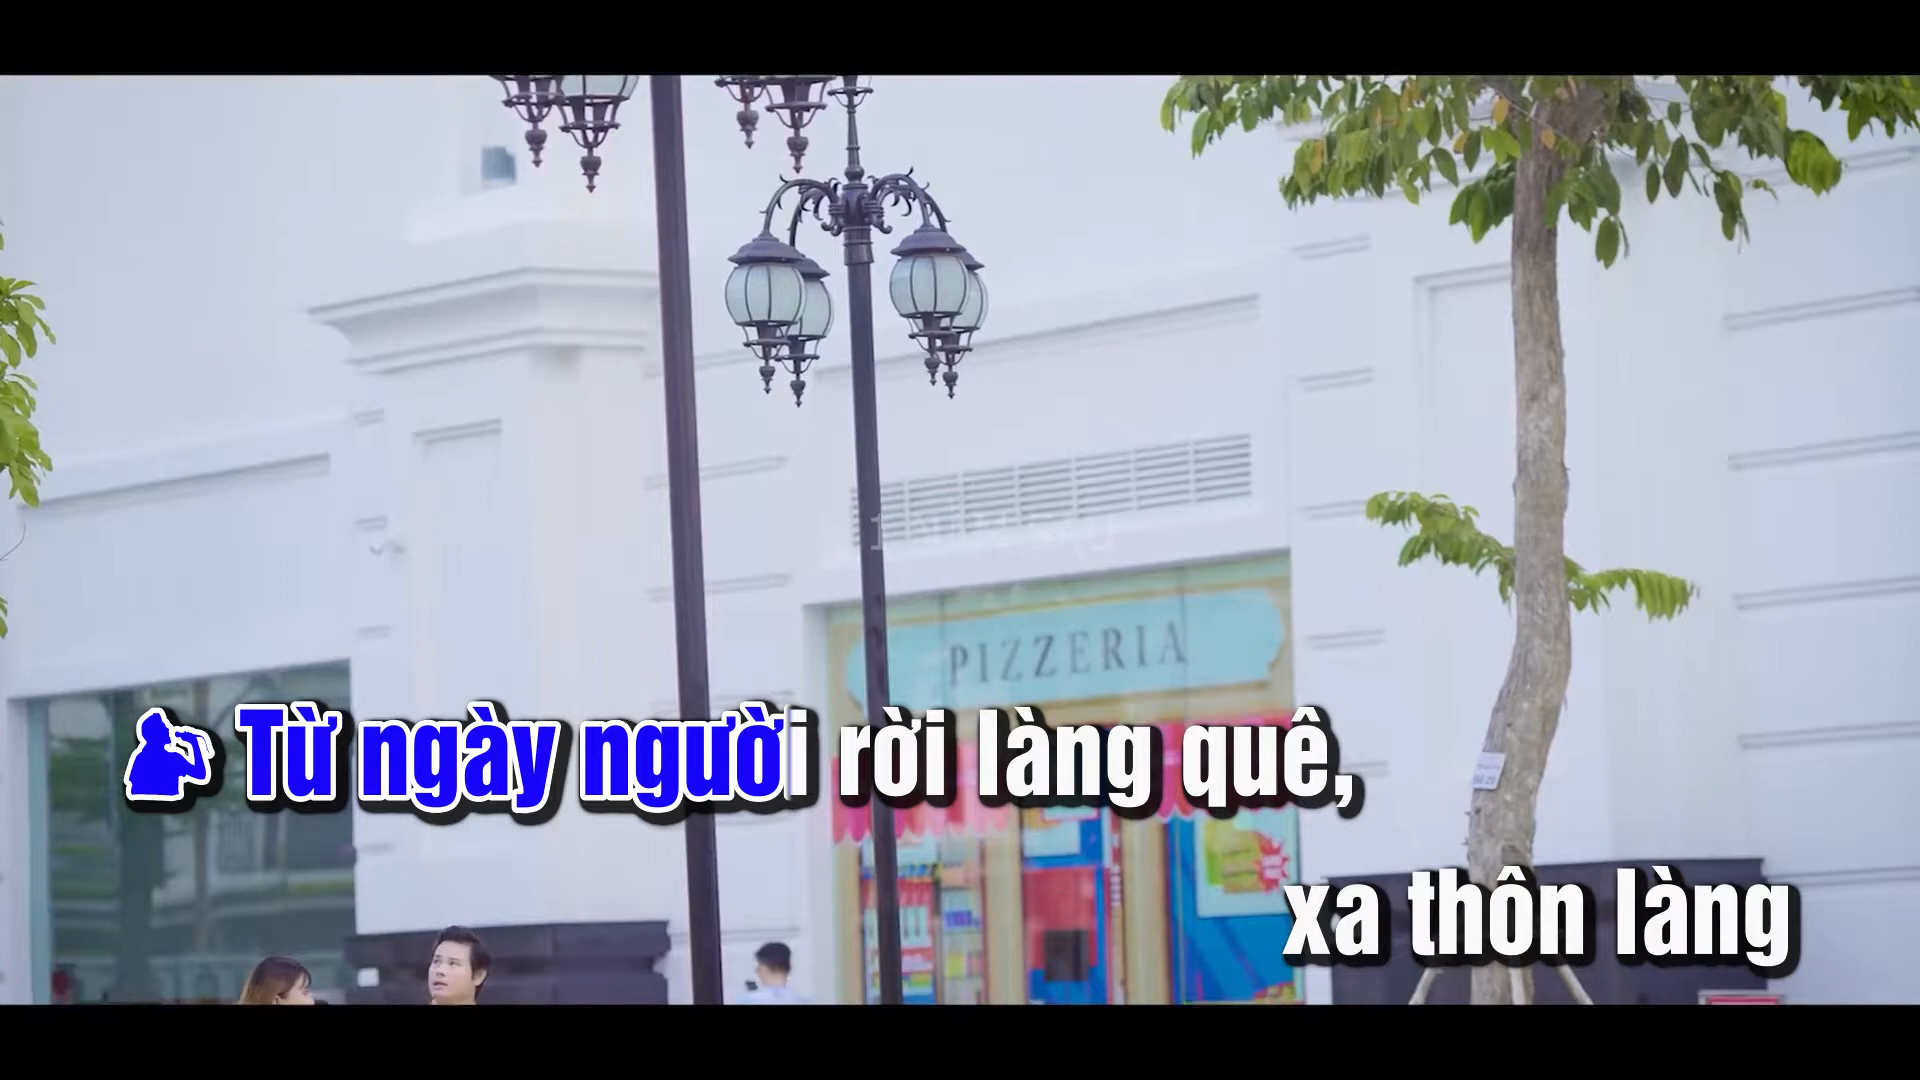 PIZZERIA
Từ ngày người rời làng quê,
xa thôn làng